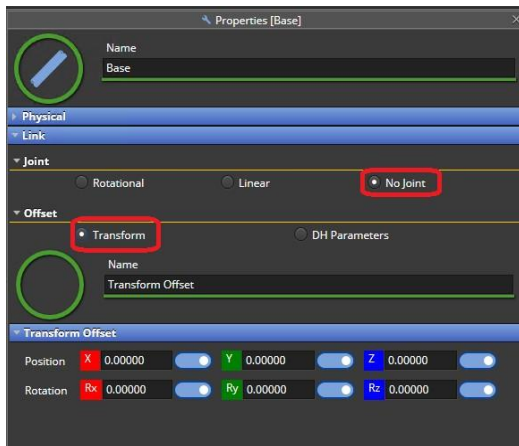 Properties [Base]
Name
Base
Physical
Link
Joint
Rotational Linear No Joint
Offset
Transform DH Parameters
Name
Transform Offset
Transform Offset
Position X 0.00000 Y 0.00000 Z 0.00000
Rotation Rx 0.00000 Ry 0.00000 Rz 0.00000